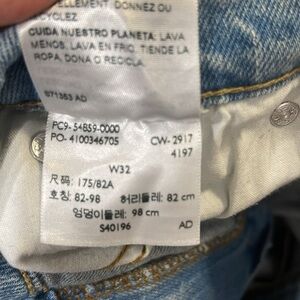 ELLEMENT. DONNEZ OU
CYCLEZ.
CUIDA NUESTRO PLANETA: LAVA
MENOS, LAVA EN FRÍO, TIENDE LA
ROPA, DONA O RECICLA.
571353 AD
PC9- 54859-0000
PO- 4100346705
CW- 2917
4197
W32
尺码: 175/82A
호칭: 82-98 허리둘레: 82 cm
엉덩이둘레: 98 cm
S40196 AD